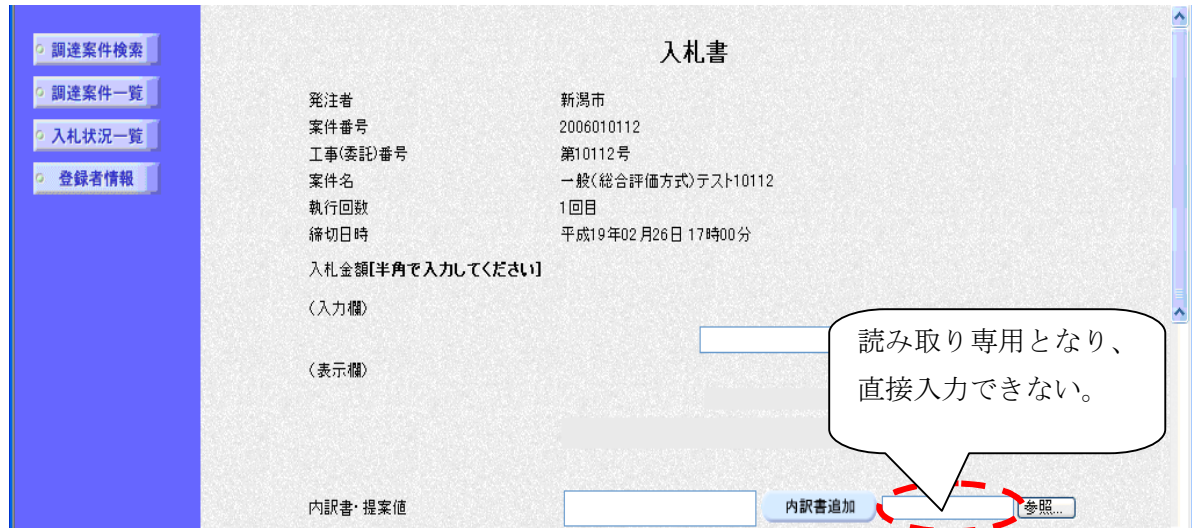 調達案件検索
調達案件一覧
入札状況一覧
登録者情報
入札書
発注者 新潟市
案件番号 2006010112
工事(委託)番号 第10112号
案件名 一般(総合評価方式)テスト10112
執行回数 1回目
締切日時 平成19年02月26日 17時00分
入札金額[半角で入力してください]
(入力欄)
(表示欄)
読み取り専用となり、
直接入力できない。
内訳書・提案値 内訳書追加 参照...